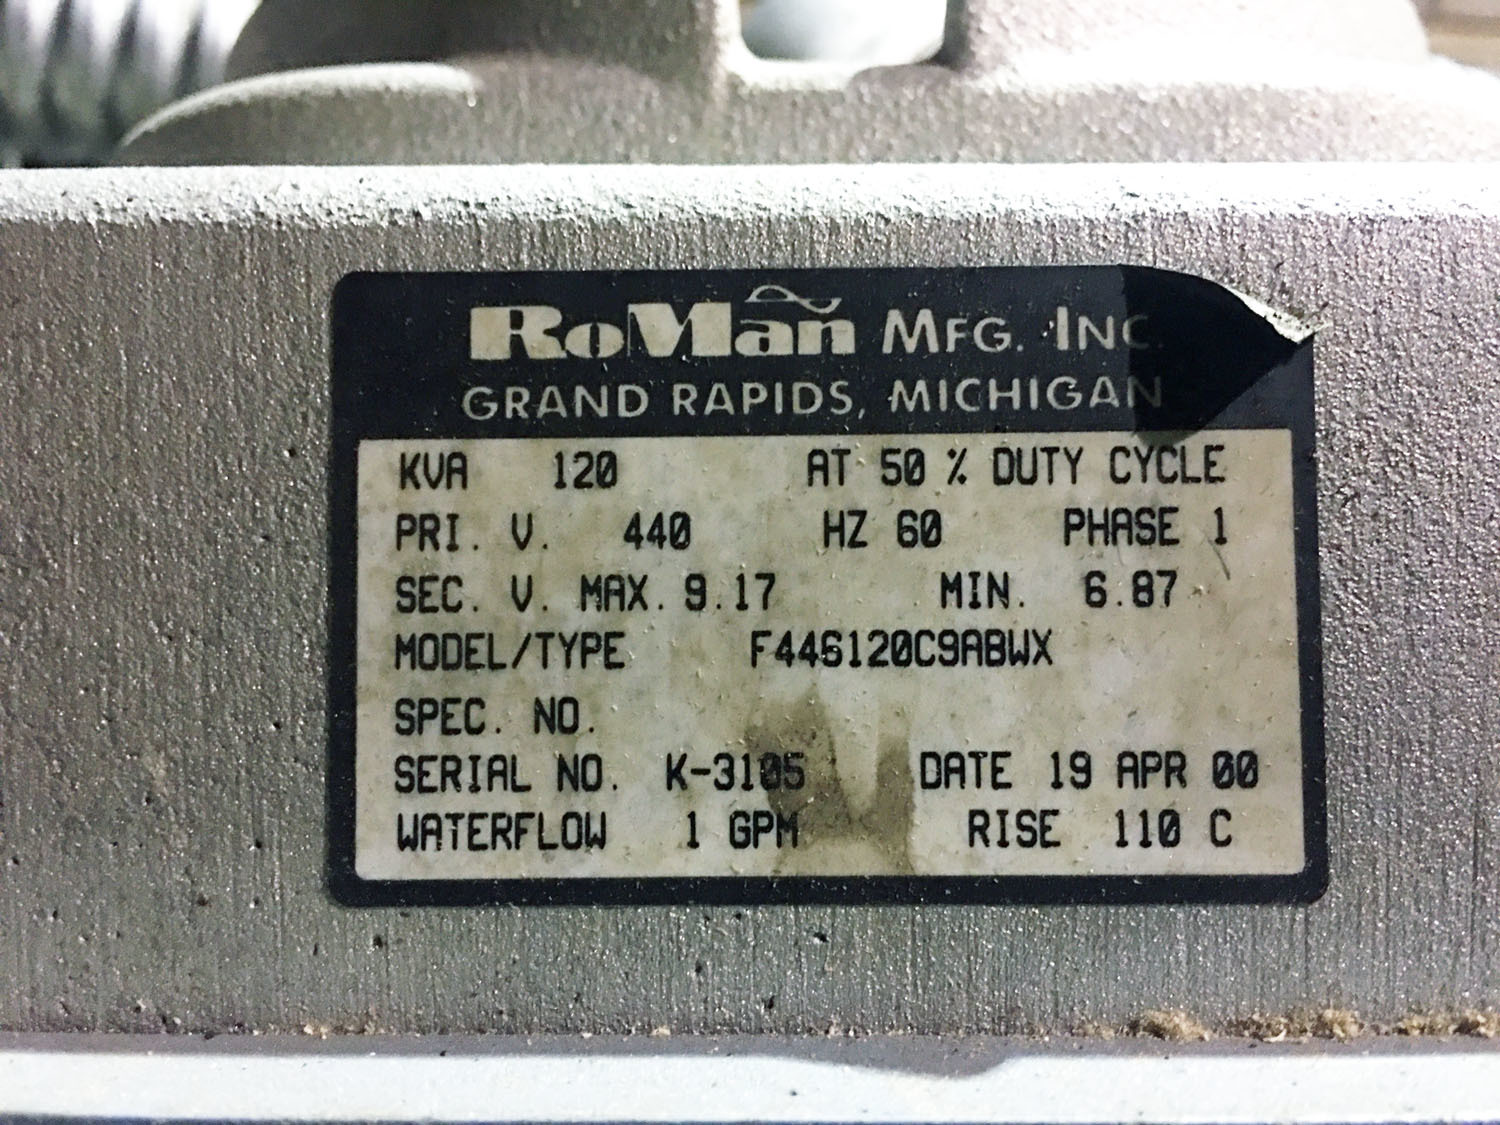 RoMan MFG. INC.
GRAND RAPIDS, MICHIGAN
KVA 120 AT 50 % DUTY CYCLE
PRI. V. 440 HZ 60 PHASE 1
SEC. V. MAX. 9.17 MIN. 6.87
MODEL/TYPE F446120C9ABWX
SPEC. NO.
SERIAL NO. K-3105 DATE 19 APR 00
WATERFLOW 1 GPM RISE 110 C